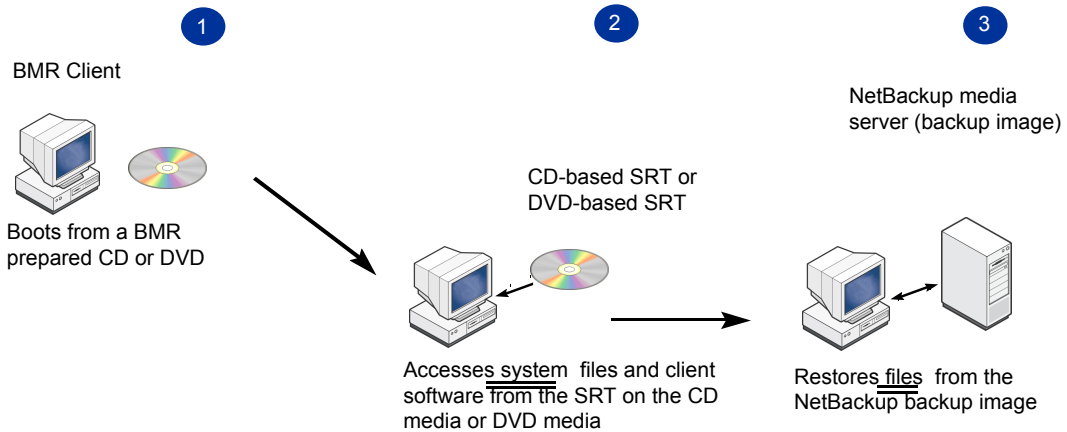 1
2
3
BMR Client
Boots from a BMR
prepared CD or DVD
CD-based SRT or
DVD-based SRT
Accesses system files and client
software from the SRT on the CD
media or DVD media
NetBackup media
server (backup image)
Restores files from the
NetBackup backup image